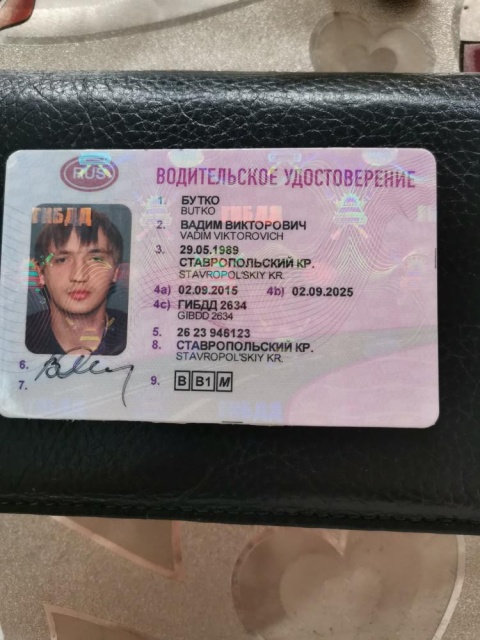 RUS ВОДИТЕЛЬСКОЕ УДОСТОВЕРЕНИЕ
1. БУТКО
BUTKO
2. ВАДИМ ВИКТОРОВИЧ
VADIM VIKTOROVICH
3. 29.05.1989
СТАВРОПОЛЬСКИЙ КР.
STAVROPOL'SKIY KR.
4a) 02.09.2015 4b) 02.09.2025
4c) ГИБДД 2634
GIBDD 2634
5. 26 23 946123
8. СТАВРОПОЛЬСКИЙ КР.
STAVROPOL'SKIY KR.
6.
7.
9. B B1 M
ГИБДД